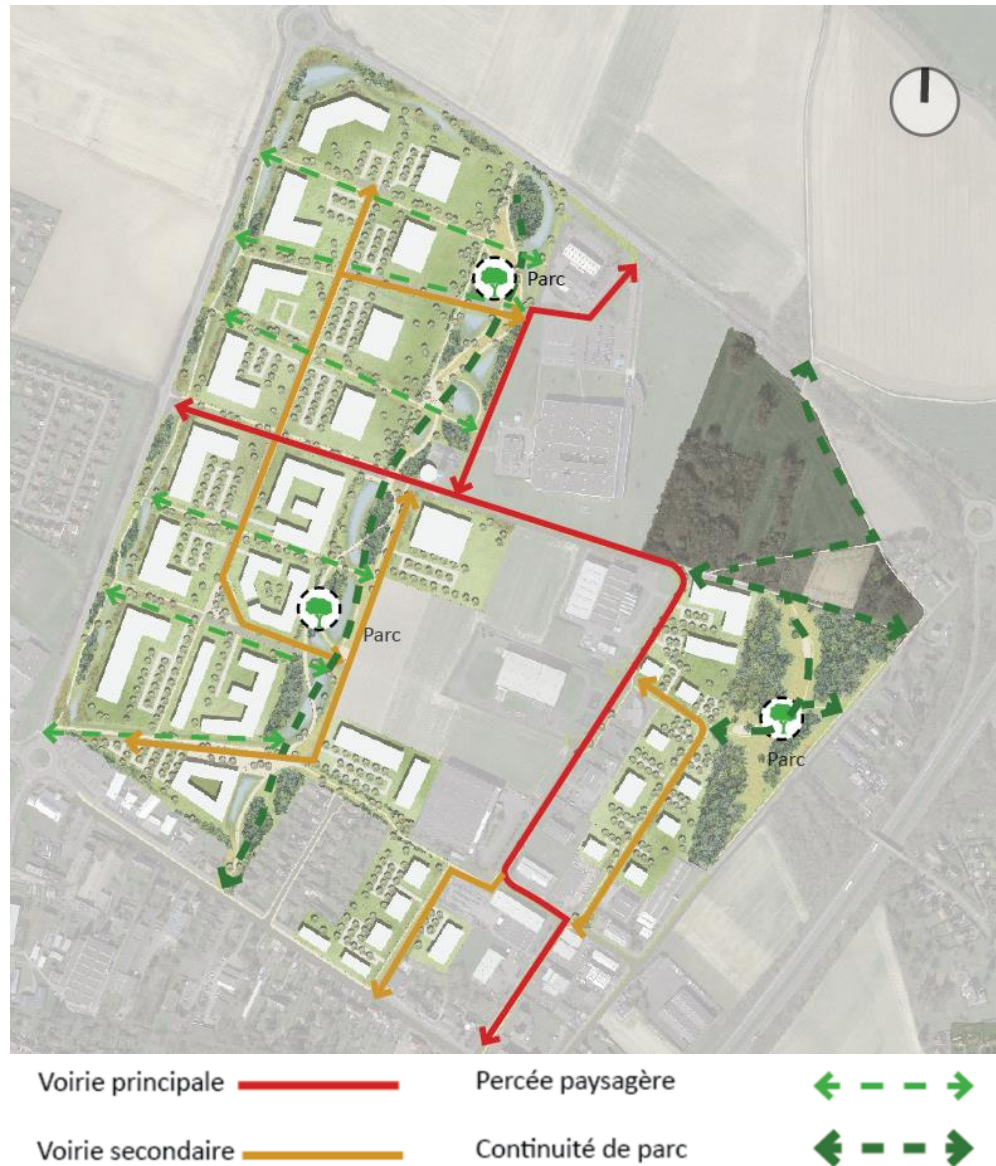 Parc
Parc
Parc
Voirie principale
Percée paysagère
Voirie secondaire
Continuité de parc